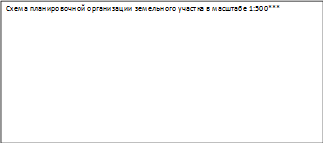 Схема планировочной организации земельного участка в масштабе 1:500***